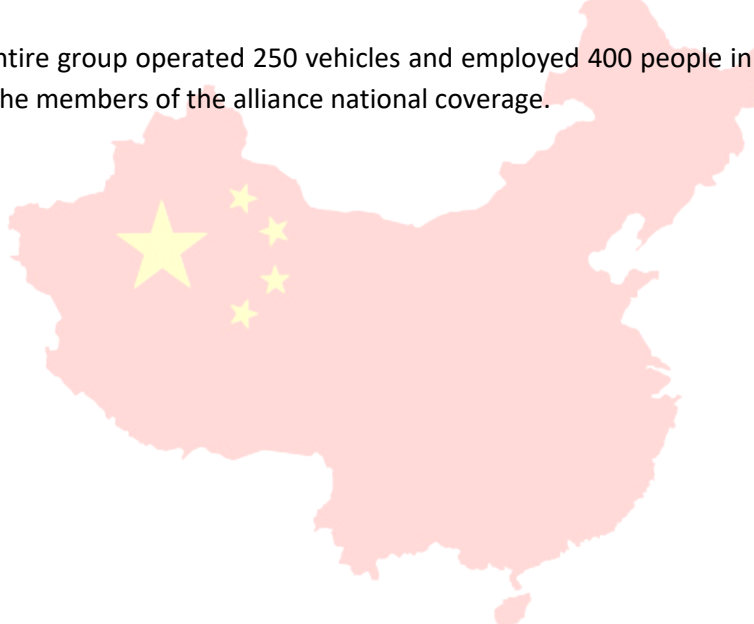 ntire group operated 250 vehicles and employed 400 people in
he members of the alliance national coverage.